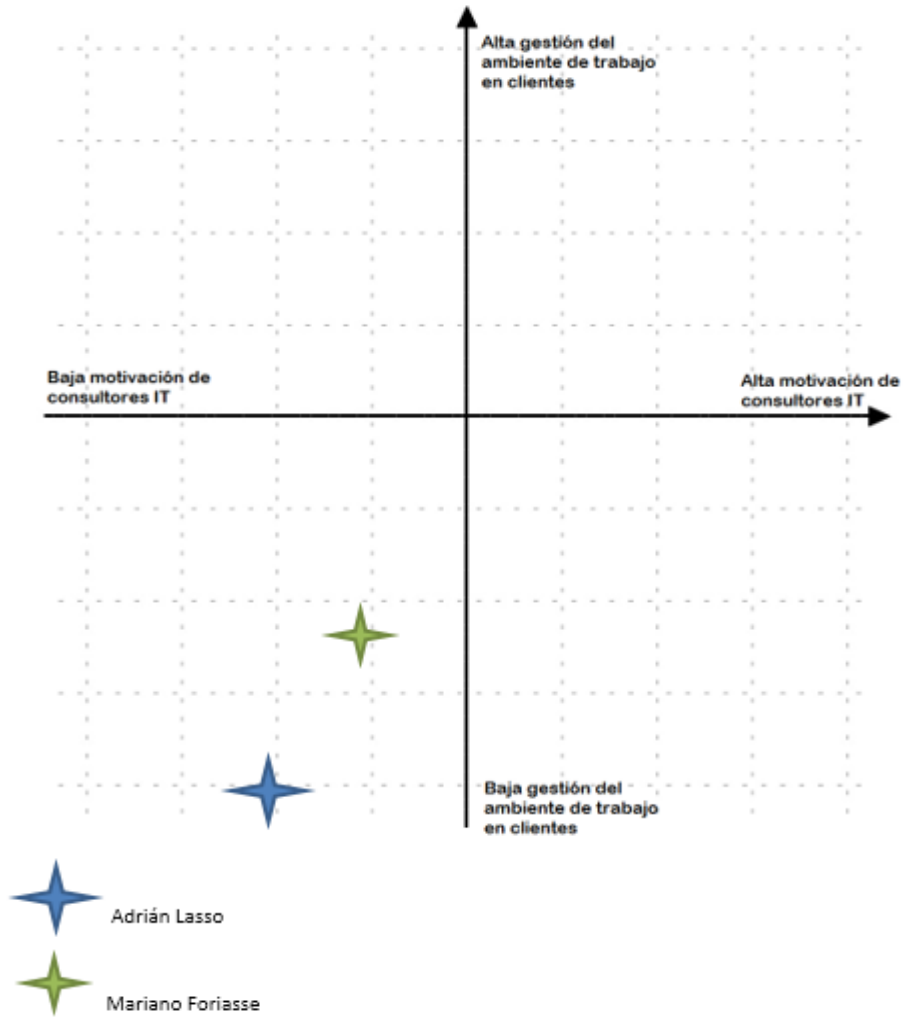 Alta gestión del
ambiente de trabajo
en clientes
Baja motivación de
consultores IT
Alta motivación de
consultores IT
Baja gestión del
ambiente de trabajo
en clientes
Adrián Lasso
Mariano Foriasse